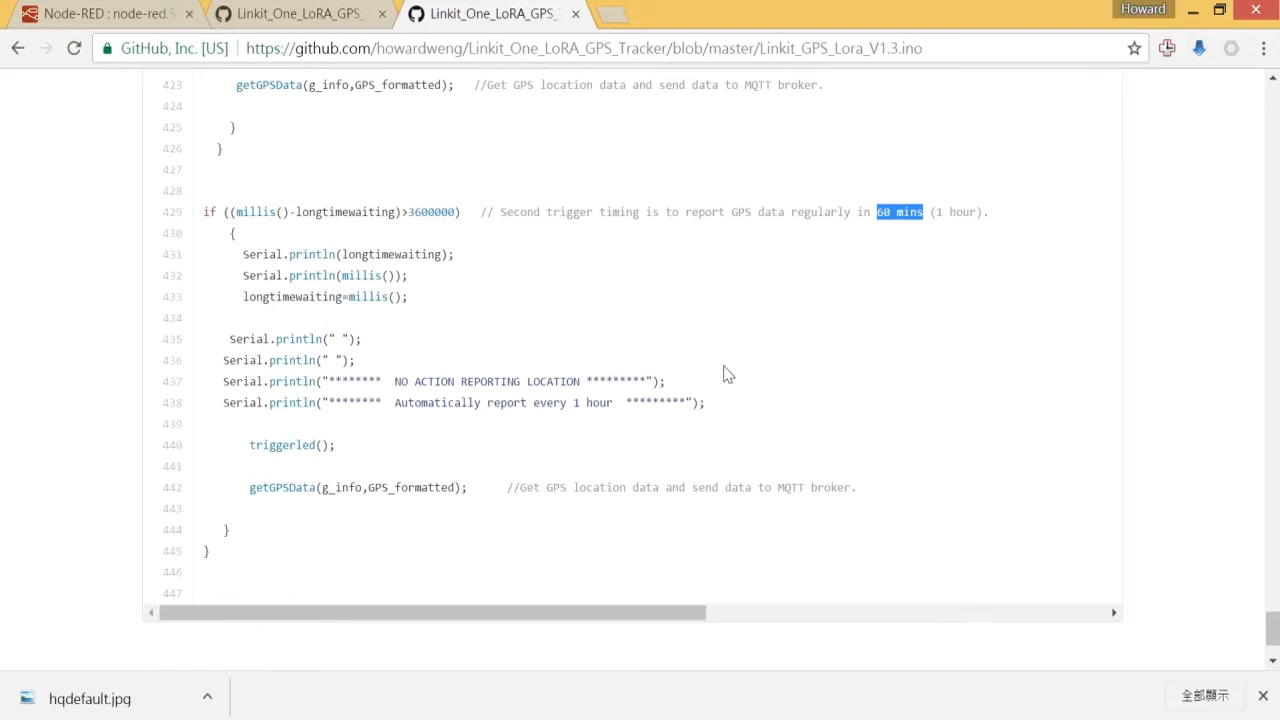 Node-RED : node-red.5
Linkit_One_LoRA_GPS_
Linkit_One_LoRA_GPS_
Howard
GitHub, Inc. [US]
https://github.com/howardweng/Linkit_One_LoRA_GPS_Tracker/blob/master/Linkit_GPS_Lora_V1.3.ino
423 getGPSData(g_info,GPS_formatted); //Get GPS location data and send data to MQTT broker.
424
425 }
426 }
427
428
429 if ((millis()-longtimewaiting)>3600000) // Second trigger timing is to report GPS data regularly in 60 mins (1 hour).
430 {
431 Serial.println(longtimewaiting);
432 Serial.println(millis());
433 longtimewaiting=millis();
434
435 Serial.println(" ");
436 Serial.println(" ");
437 Serial.println("******** NO ACTION REPORTING LOCATION *********");
438 Serial.println("******** Automatically report every 1 hour *********");
439
440 triggerled();
441
442 getGPSData(g_info,GPS_formatted); //Get GPS location data and send data to MQTT broker.
443
444 }
445 }
446
447
hqdefault.jpg
全部顯示